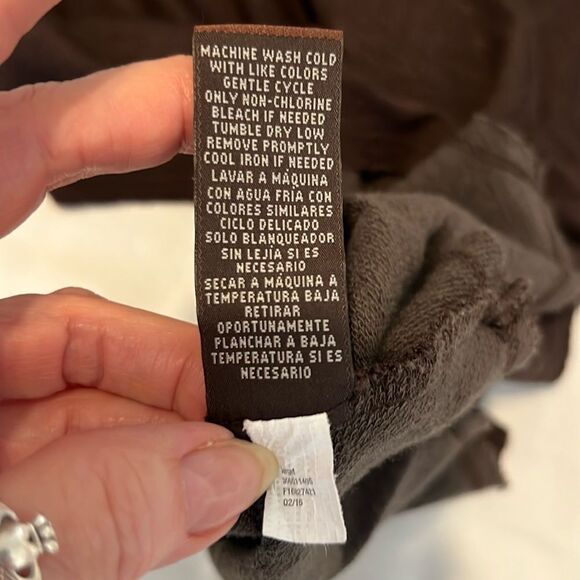 MACHINE WASH COLD
WITH LIKE COLORS
GENTLE CYCLE
ONLY NON-CHLORINE
BLEACH IF NEEDED
TUMBLE DRY LOW
REMOVE PROMPTLY
COOL IRON IF NEEDED
LAVAR A MÁQUINA
CON AGUA FRÍA CON
COLORES SIMILARES
CICLO DELICADO
SOLO BLANQUEADOR
SIN LEJÍA SI ES
NECESARIO
SECAR A MÁQUINA A
TEMPERATURA BAJA
RETIRAR
OPORTUNAMENTE
PLANCHAR A BAJA
TEMPERATURA SI ES
NECESARIO
02/16